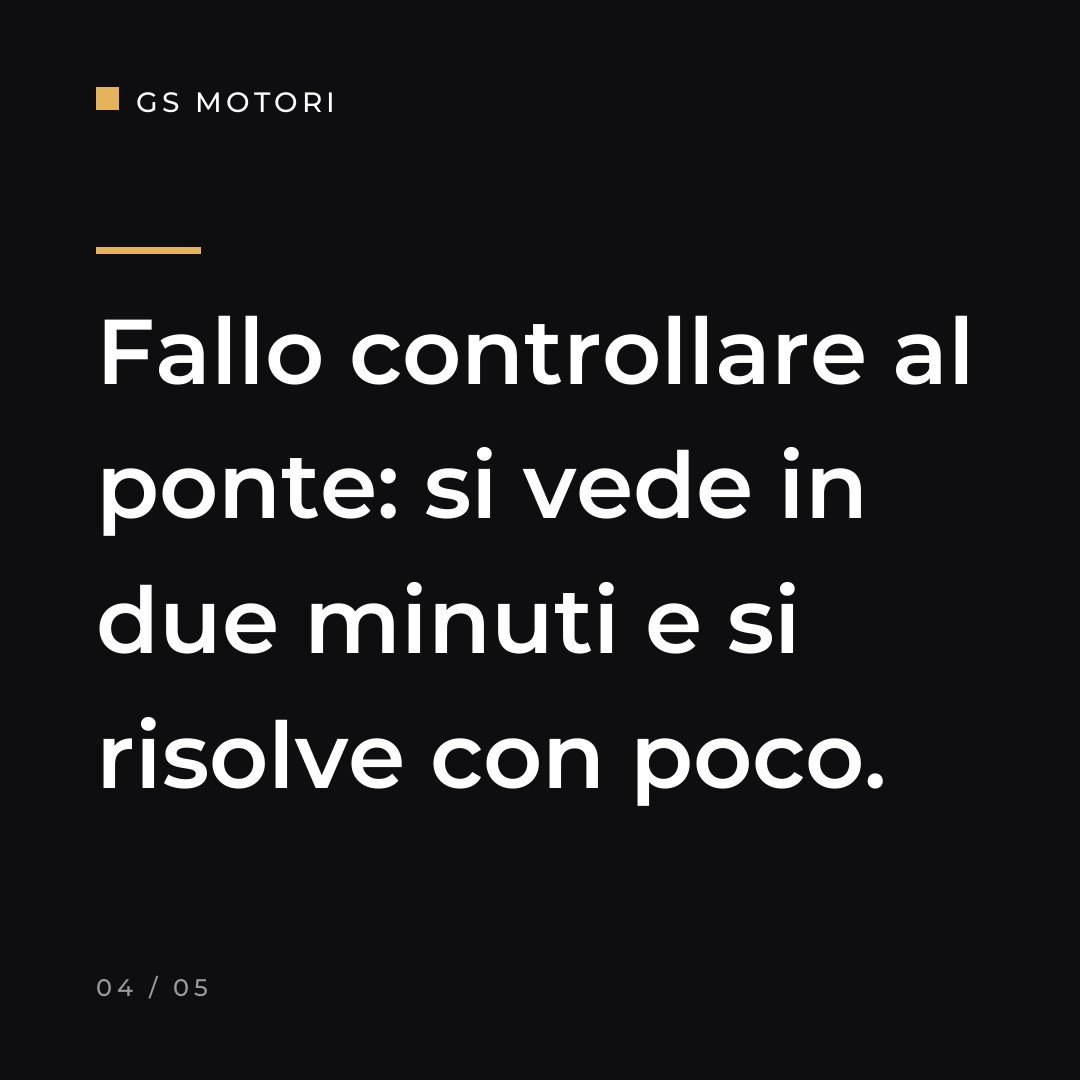 GS MOTORI
Fallo controllare al
ponte: si vede in
due minuti e si
risolve con poco.
04 / 05